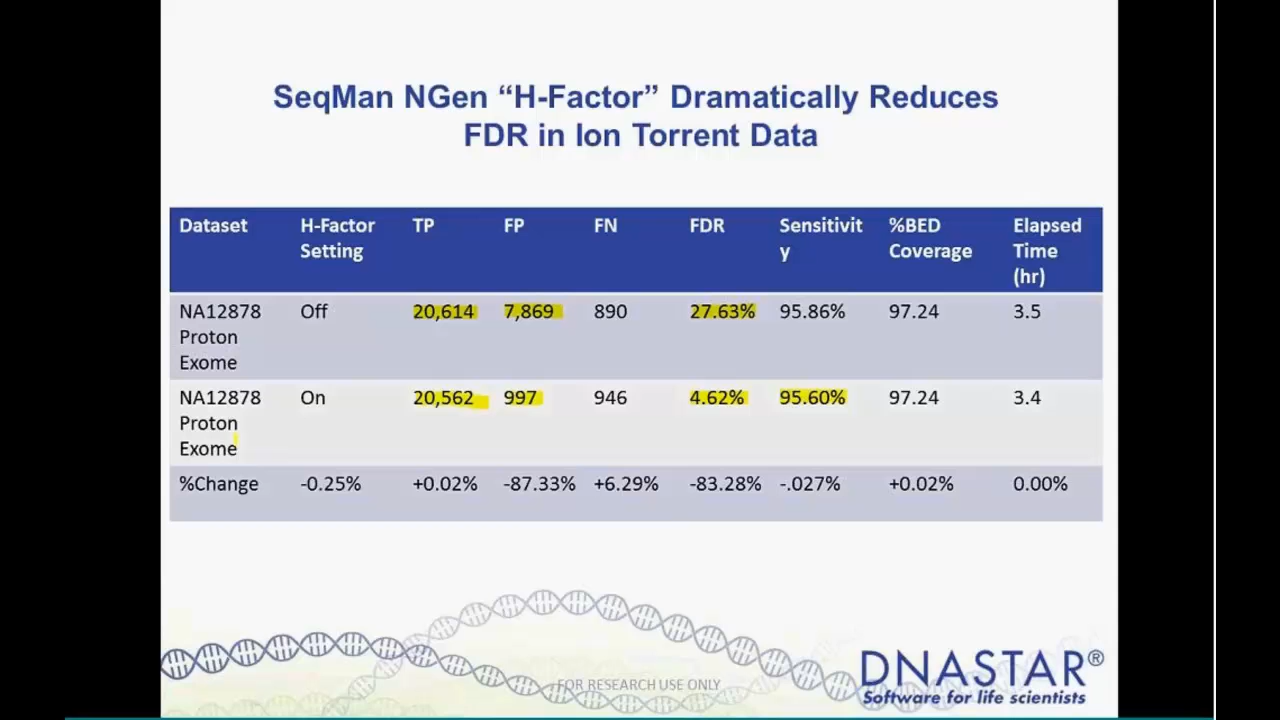 SeqMan NGen “H-Factor” Dramatically Reduces
FDR in Ion Torrent Data
Dataset H-Factor Setting TP FP FN FDR Sensitivity %BED Coverage Elapsed Time (hr)
NA12878 Proton Exome Off 20,614 7,869 890 27.63% 95.86% 97.24 3.5
NA12878 Proton Exome On 20,562 997 946 4.62% 95.60% 97.24 3.4
%Change -0.25% +0.02% -87.33% +6.29% -83.28% -.027% +0.02% 0.00%
FOR RESEARCH USE ONLY
DNASTAR®
Software for life scientists